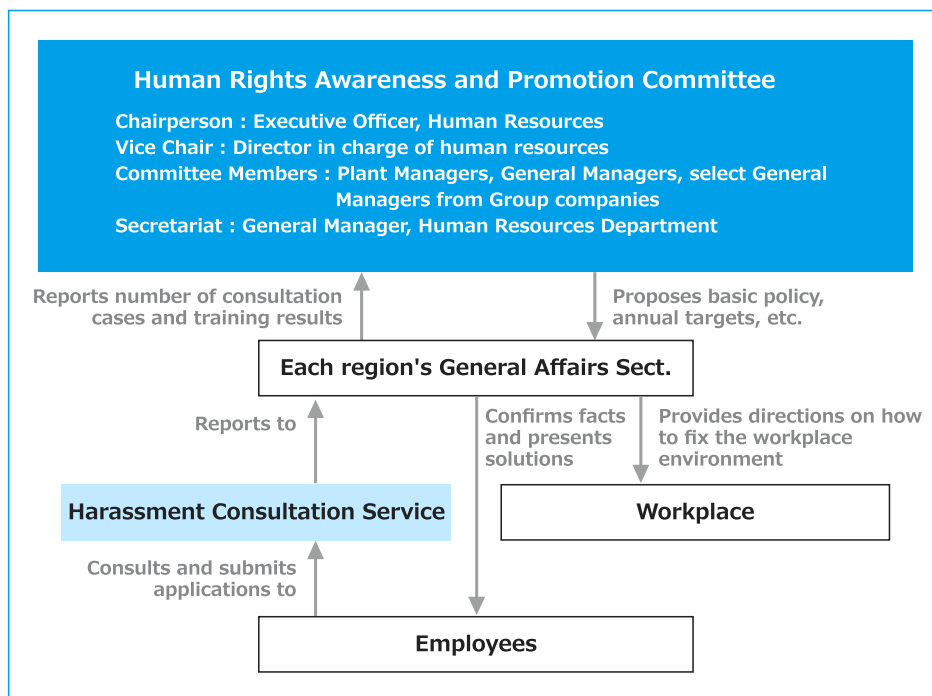 Human Rights Awareness and Promotion Committee
Chairperson : Executive Officer, Human Resources
Vice Chair : Director in charge of human resources
Committee Members : Plant Managers, General Managers, select General
Managers from Group companies
Secretariat : General Manager, Human Resources Department
Reports number of consultation
cases and training results
Proposes basic policy,
annual targets, etc.
Each region's General Affairs Sect.
Reports to
Confirms facts
and presents
solutions
Provides directions on how
to fix the workplace
environment
Harassment Consultation Service
Workplace
Consults and submits
applications to
Employees